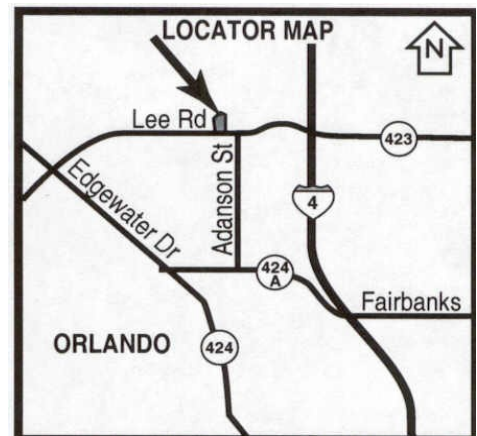 LOCATOR MAP
N
Lee Rd
423
Edgewater Dr
Adanson St
4
424
A
Fairbanks
ORLANDO
424